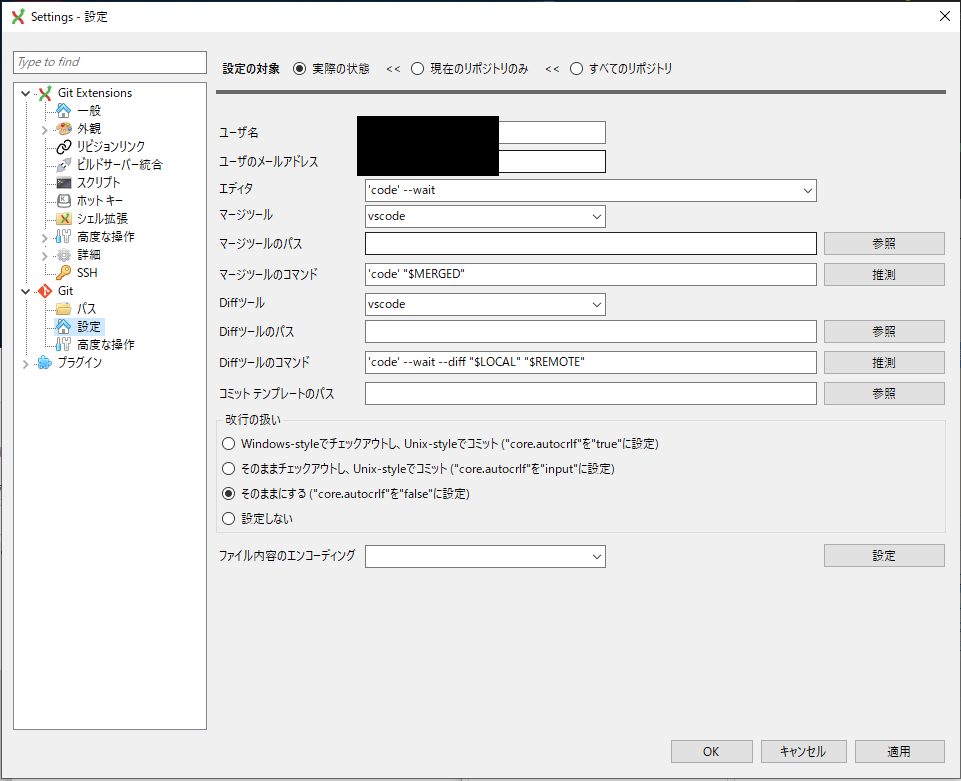 Settings - 設定
Type to find
Git Extensions
一般
外観
リビジョンリンク
ビルドサーバー統合
スクリプト
ホットキー
シェル拡張
高度な操作
詳細
SSH
Git
パス
設定
高度な操作
プラグイン
設定の対象 実際の状態 << 現在のリポジトリのみ << すべてのリポジトリ
ユーザ名
ユーザのメールアドレス
エディタ 'code' --wait
マージツール vscode
マージツールのパス 参照
マージツールのコマンド 'code' "$MERGED" 推測
Diffツール vscode
Diffツールのパス 参照
Diffツールのコマンド 'code' --wait --diff "$LOCAL" "$REMOTE" 推測
コミット テンプレートのパス 参照
改行の扱い
Windows-styleでチェックアウトし、Unix-styleでコミット ("core.autocrlf"を"true"に設定)
そのままチェックアウトし、Unix-styleでコミット ("core.autocrlf"を"input"に設定)
そのままにする ("core.autocrlf"を"false"に設定)
設定しない
ファイル内容のエンコーディング 設定
OK キャンセル 適用